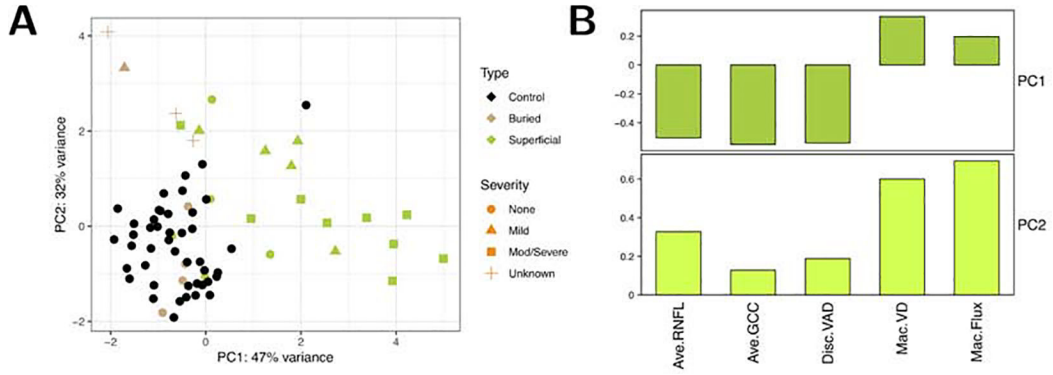 A
B
4
2
0
−2
−2
0
2
4
PC2: 32% variance
PC1: 47% variance
Type
Control
Buried
Superficial
Severity
None
Mild
Mod/Severe
Unknown
0.2
0
−0.2
−0.4
PC1
0.6
0.4
0.2
0
PC2
Ave.RNFL
Ave.GCC
Disc.VAD
Mac.VD
Mac.Flux